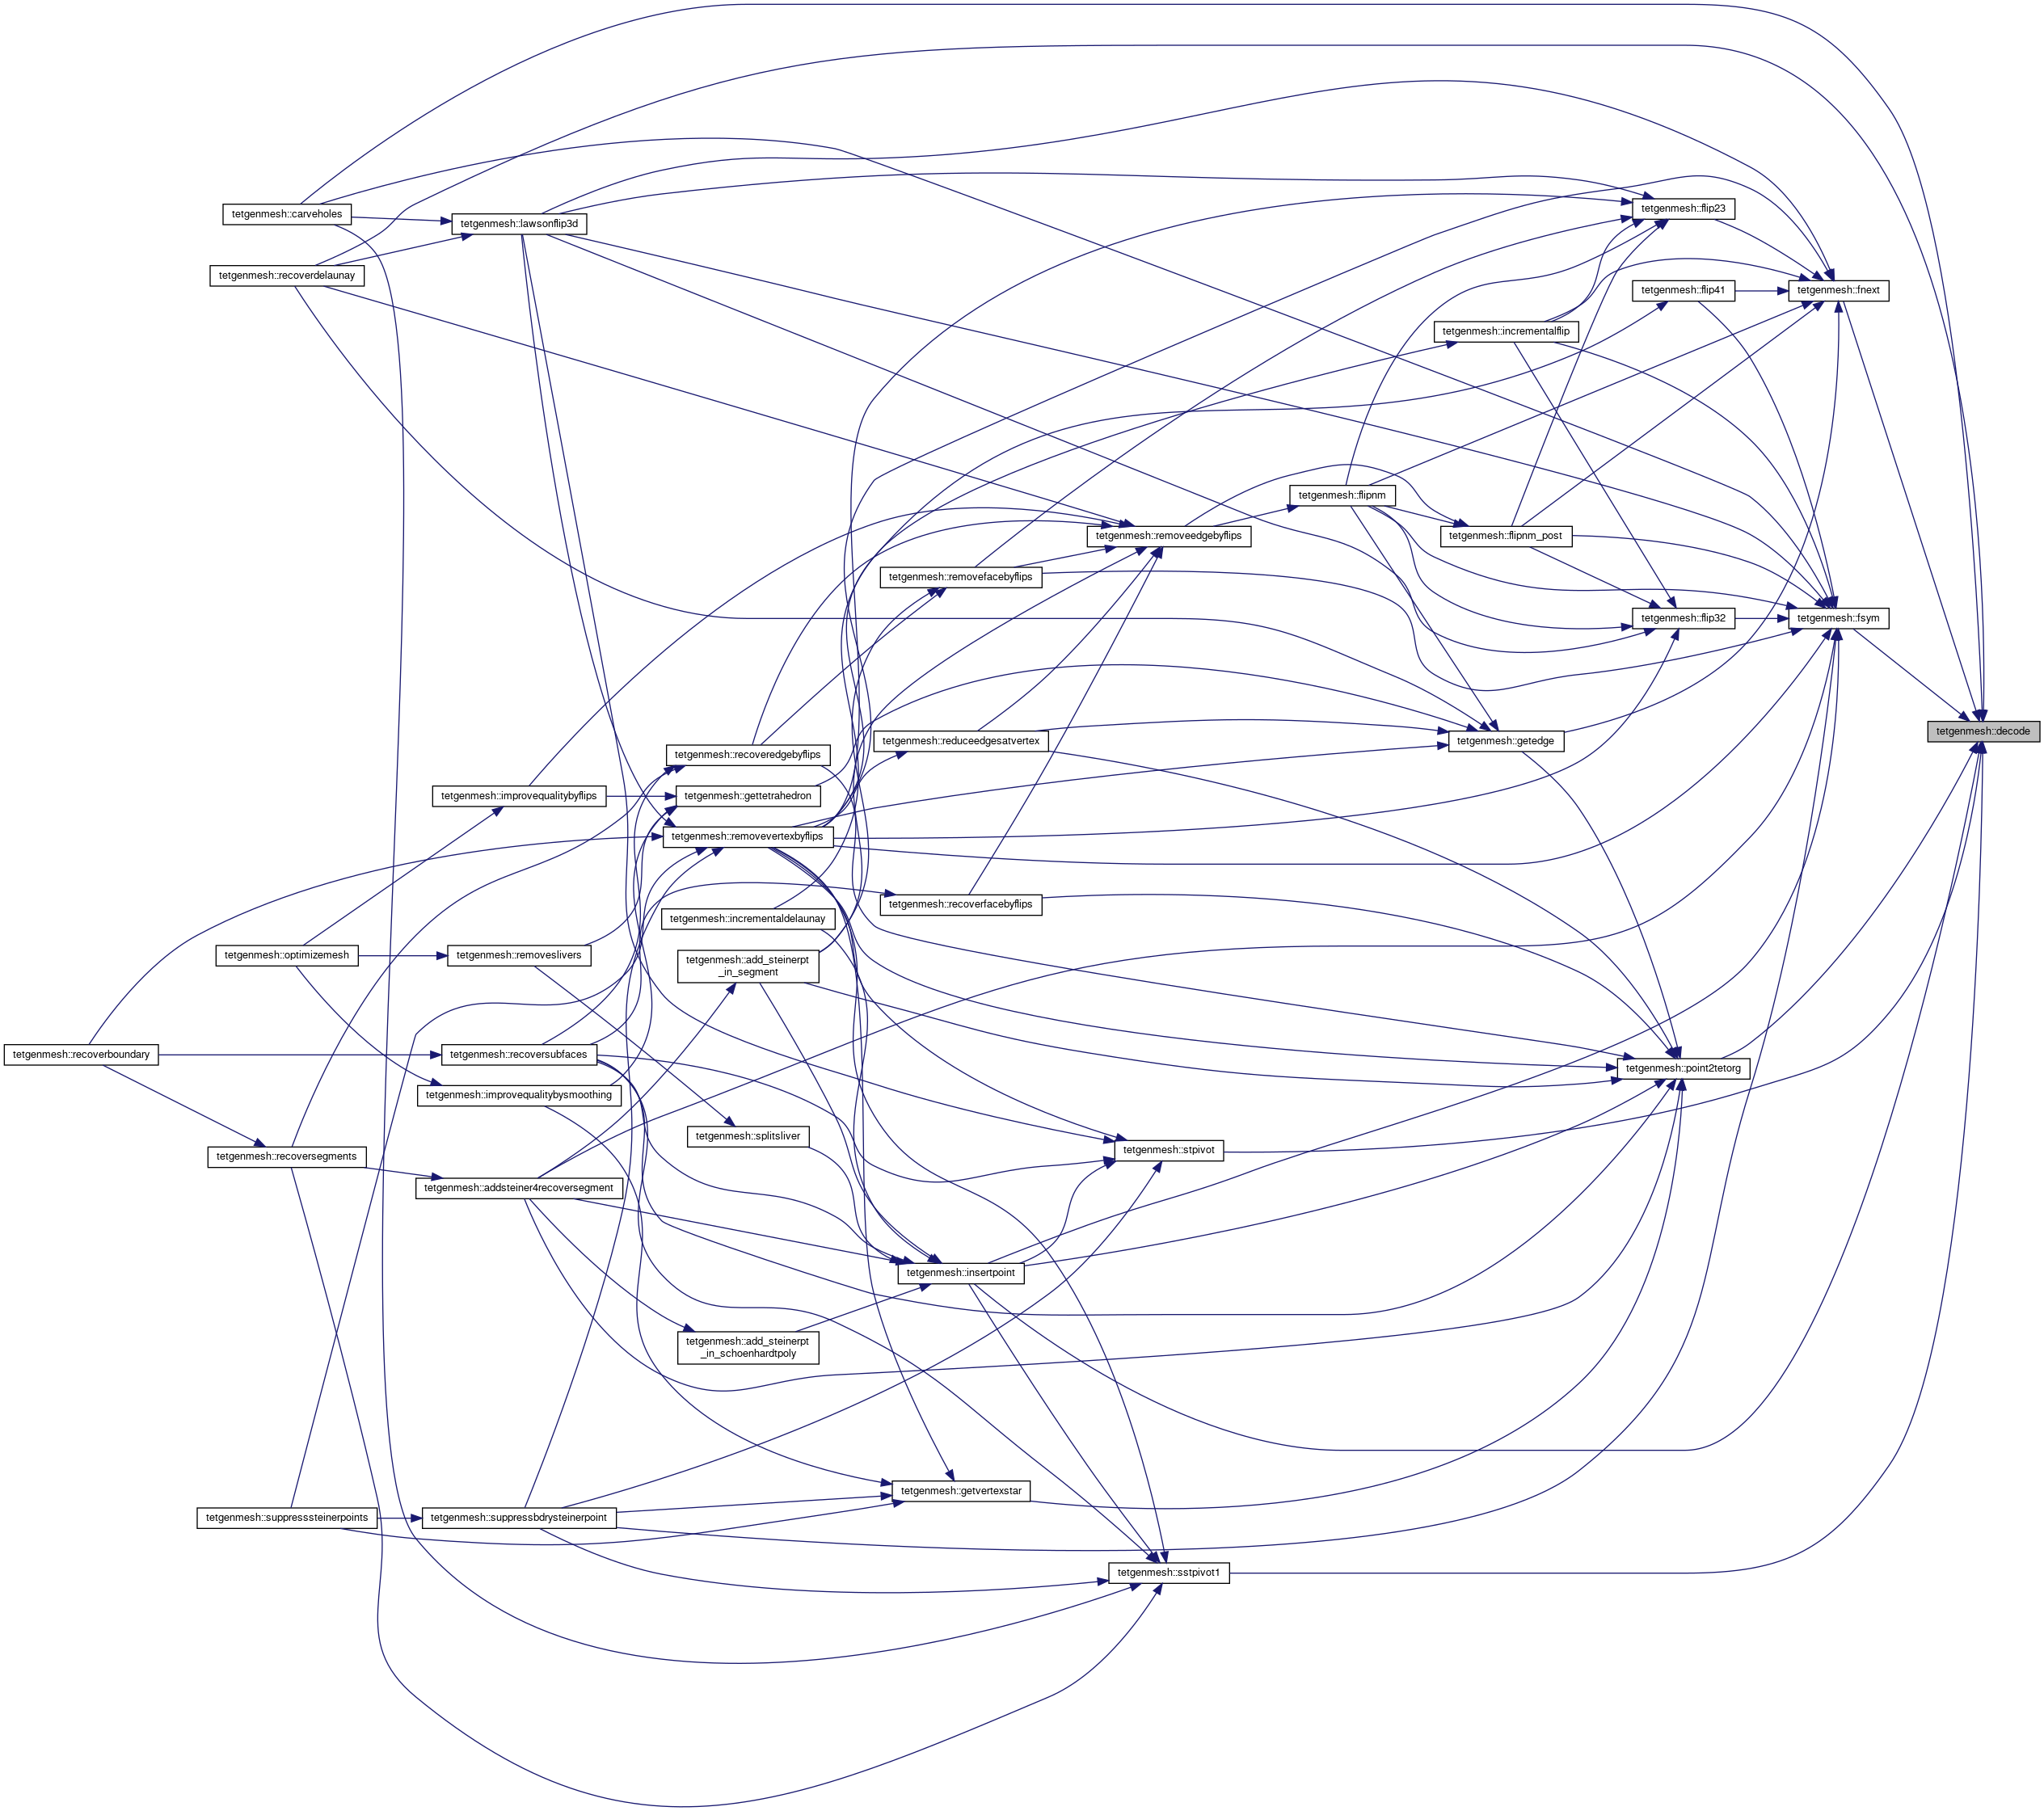 tetgenmesh::carveholes
tetgenmesh::lawsonflip3d
tetgenmesh::flip23
tetgenmesh::recoverdelaunay
tetgenmesh::flip41
tetgenmesh::fnext
tetgenmesh::incrementalflip
tetgenmesh::flipnm
tetgenmesh::removeedgebyflips
tetgenmesh::flipnm_post
tetgenmesh::removefacebyflips
tetgenmesh::flip32
tetgenmesh::fsym
tetgenmesh::decode
tetgenmesh::reduceedgesatvertex
tetgenmesh::getedge
tetgenmesh::recoveredgebyflips
tetgenmesh::improvequalitybyflips
tetgenmesh::gettetrahedron
tetgenmesh::removevertexbyflips
tetgenmesh::recoverfacebyflips
tetgenmesh::incrementaldelaunay
tetgenmesh::optimizemesh
tetgenmesh::removeslivers
tetgenmesh::add_steinerpt
_in_segment
tetgenmesh::recoverboundary
tetgenmesh::recoversubfaces
tetgenmesh::point2tetorg
tetgenmesh::improvequalitybysmoothing
tetgenmesh::splitsliver
tetgenmesh::stpivot
tetgenmesh::recoversegments
tetgenmesh::addsteiner4recoversegment
tetgenmesh::insertpoint
tetgenmesh::add_steinerpt
_in_schoenhardtpoly
tetgenmesh::getvertexstar
tetgenmesh::suppresssteinerpoints
tetgenmesh::suppressbdrysteinerpoint
tetgenmesh::sstpivot1